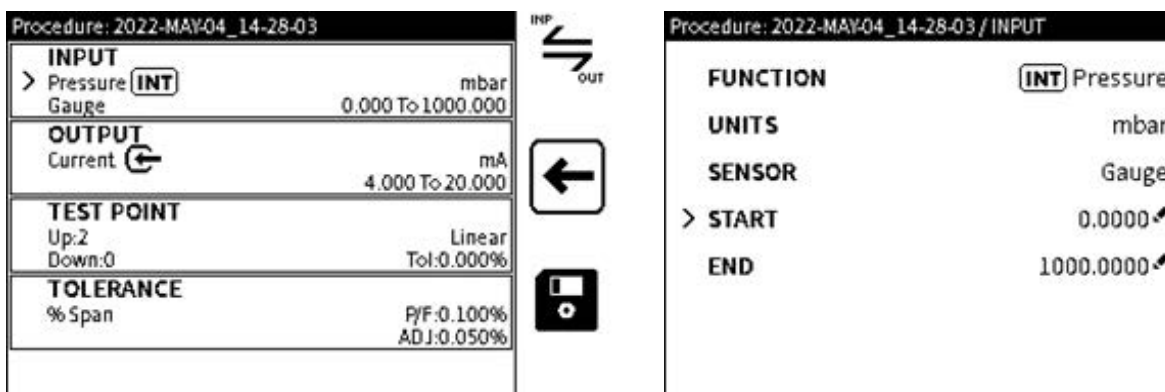 Procedure: 2022-MAY-04_14-28-03
INPUT
Pressure INT mbar
Gauge 0.000 To 1000.000
OUTPUT
Current mA
4.000 To 20.000
TEST POINT
Up:2 Linear
Down:0 Tol:0.000%
TOLERANCE
% Span P/F:0.100%
ADJ:0.050%
INP
OUT
Procedure: 2022-MAY-04_14-28-03 / INPUT
FUNCTION INT Pressure
UNITS mbar
SENSOR Gauge
> START 0.0000
END 1000.0000